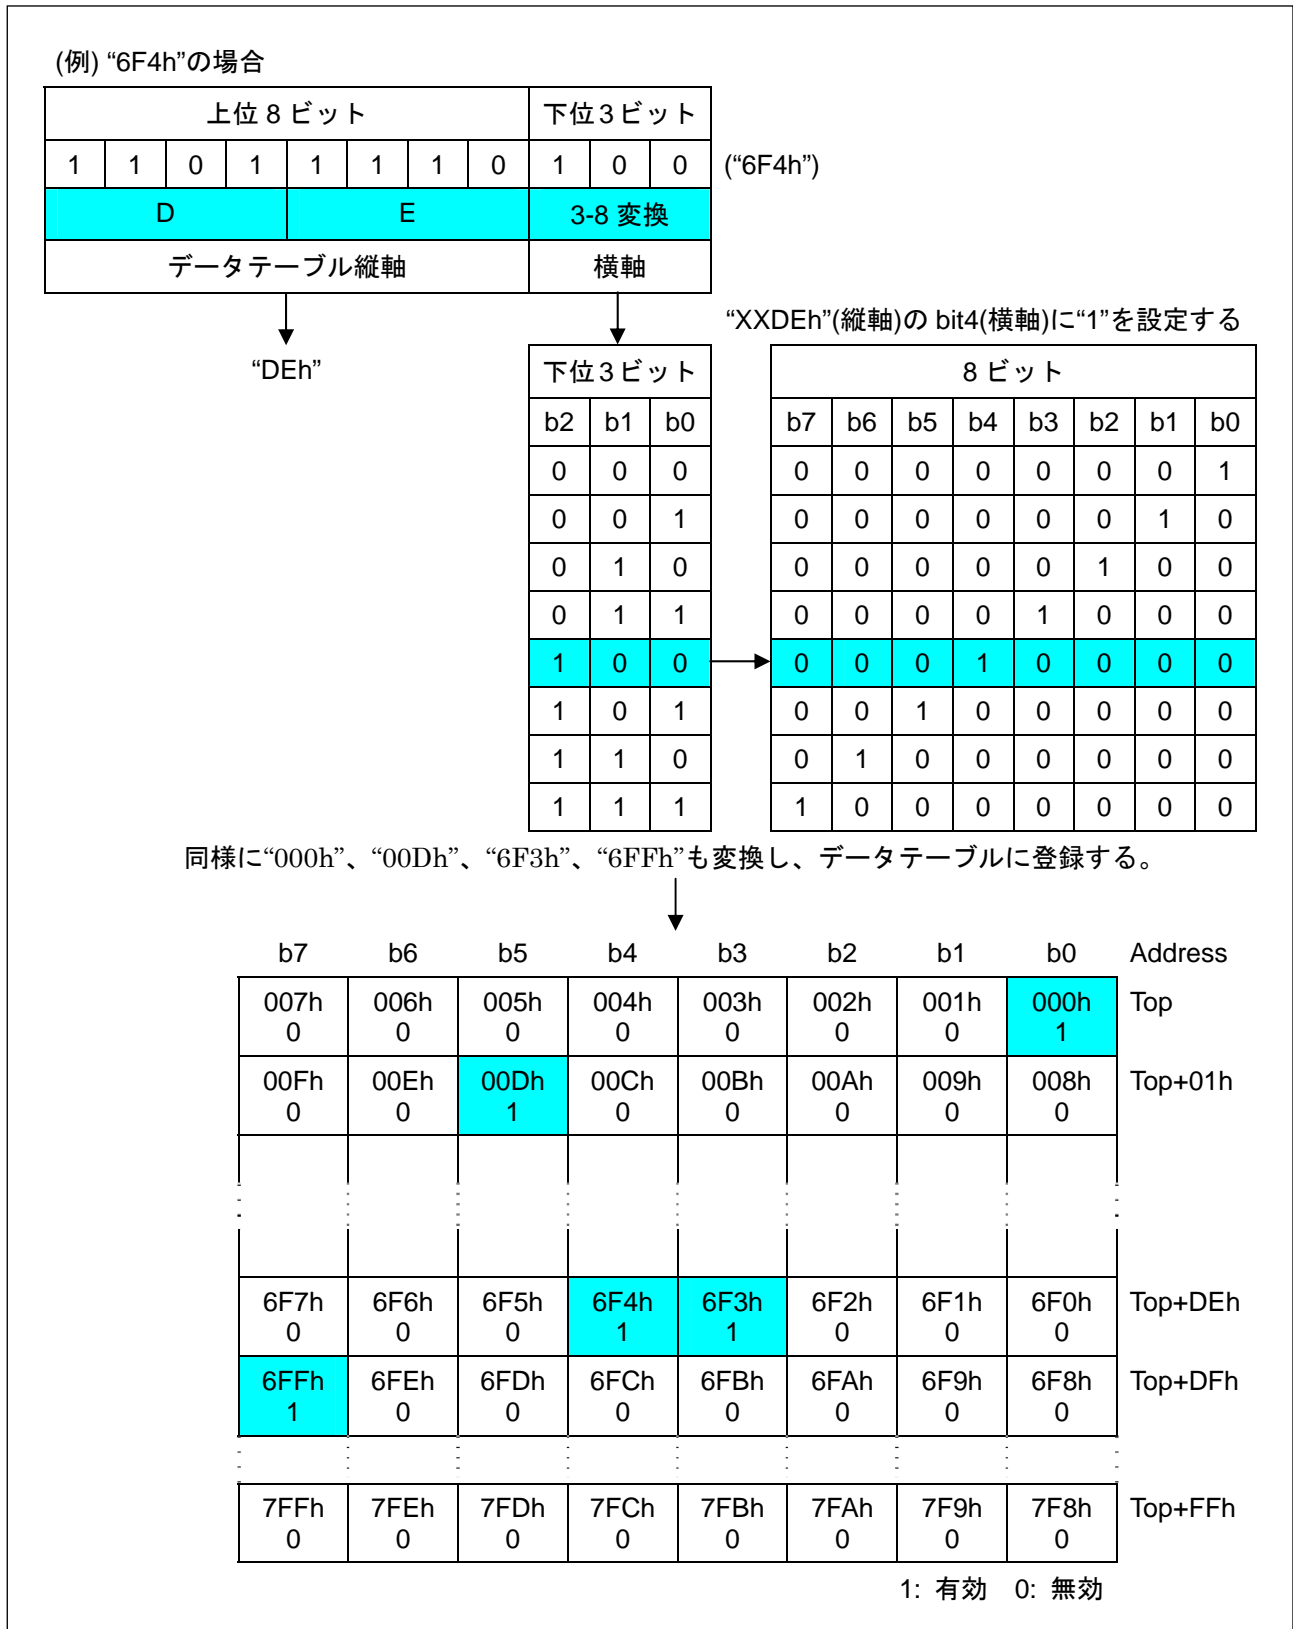 (例) “6F4h”の場合
上位 8 ビット 下位 3 ビット
1 1 0 1 1 1 1 0 1 0 0 (“6F4h”)
D E 3-8 変換
データテーブル縦軸 横軸
“XXDEh”(縦軸)の bit4(横軸)に“1”を設定する
“DEh” 下位 3 ビット 8 ビット
b2 b1 b0 b7 b6 b5 b4 b3 b2 b1 b0
0 0 0 0 0 0 0 0 0 0 1
0 0 1 0 0 0 0 0 0 1 0
0 1 0 0 0 0 0 0 1 0 0
0 1 1 0 0 0 0 1 0 0 0
1 0 0 0 0 0 1 0 0 0 0
1 0 1 0 0 1 0 0 0 0 0
1 1 0 0 1 0 0 0 0 0 0
1 1 1 1 0 0 0 0 0 0 0
同様に“000h”、“00Dh”、“6F3h”、“6FFh”も変換し、データテーブルに登録する。
b7 b6 b5 b4 b3 b2 b1 b0 Address
007h 006h 005h 004h 003h 002h 001h 000h Top
0 0 0 0 0 0 0 1
00Fh 00Eh 00Dh 00Ch 00Bh 00Ah 009h 008h Top+01h
0 0 1 0 0 0 0 0
6F7h 6F6h 6F5h 6F4h 6F3h 6F2h 6F1h 6F0h Top+DEh
0 0 0 1 1 0 0 0
6FFh 6FEh 6FDh 6FCh 6FBh 6FAh 6F9h 6F8h Top+DFh
1 0 0 0 0 0 0 0
7FFh 7FEh 7FDh 7FCh 7FBh 7FAh 7F9h 7F8h Top+FFh
0 0 0 0 0 0 0 0
1: 有効 0: 無効